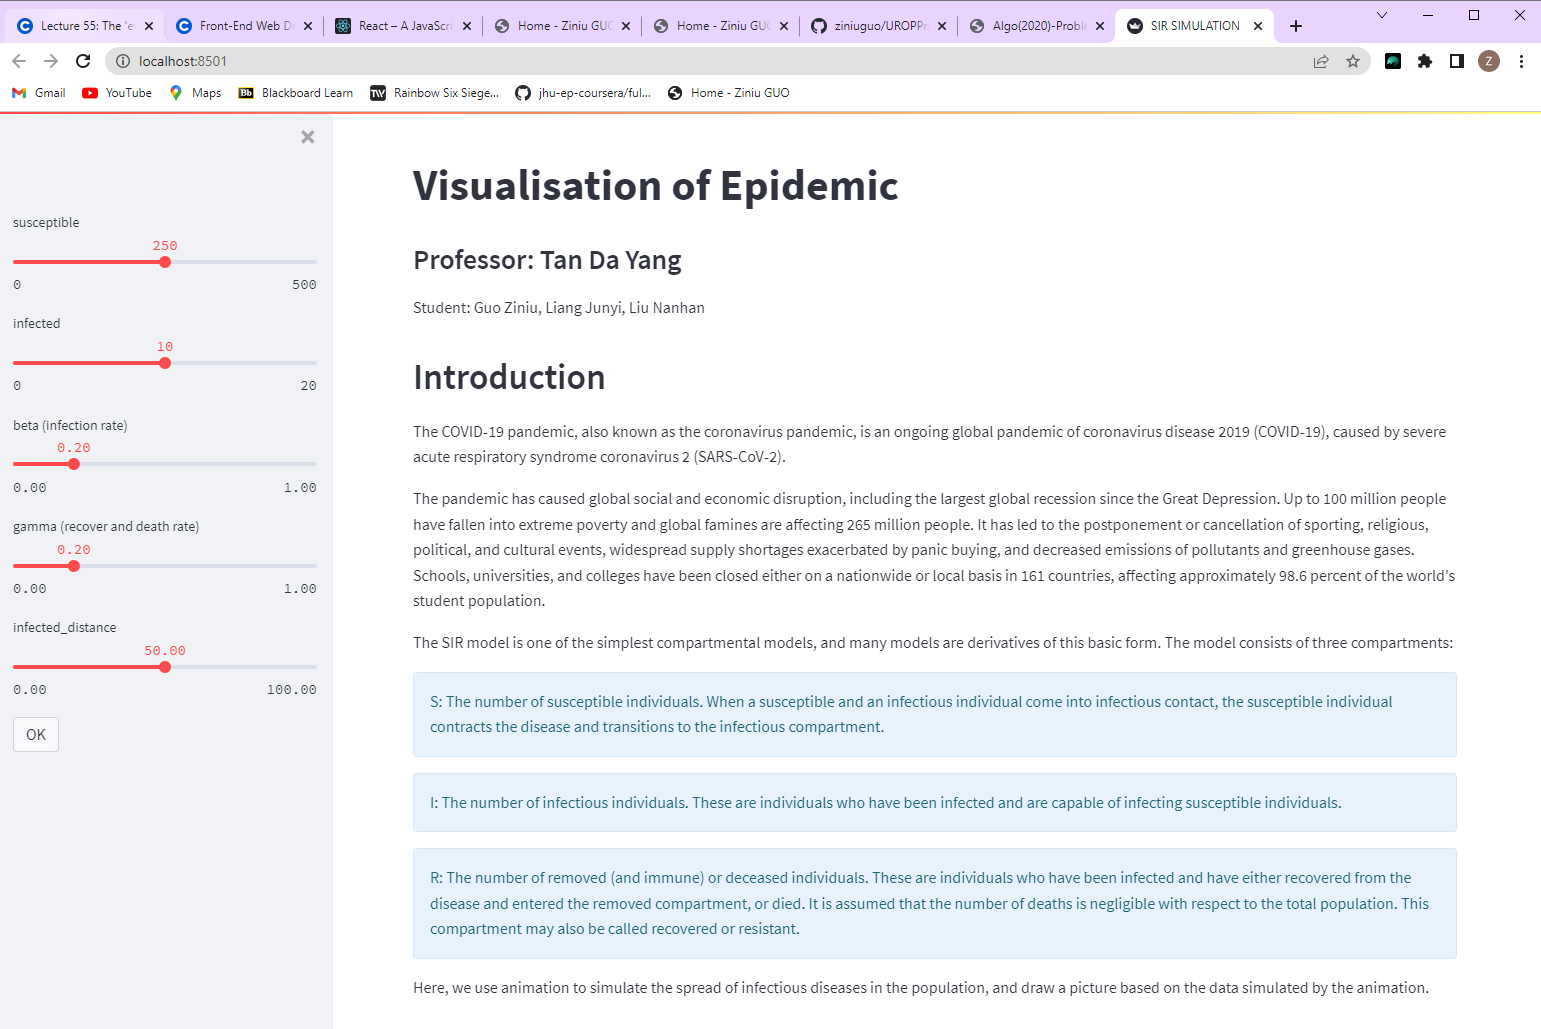 Lecture 55: The 'e
Front-End Web De
React – A JavaScri
Home - Ziniu GUO
Home - Ziniu GUO
ziniuguo/UROPPr
Algo(2020)-Proble
SIR SIMULATION
localhost:8501
Z
Gmail
YouTube
Maps
Bb
Blackboard Learn
Rainbow Six Siege...
jhu-ep-coursera/ful...
Home - Ziniu GUO
susceptible
250
0 500
infected
10
0 20
beta (infection rate)
0.20
0.00 1.00
gamma (recover and death rate)
0.20
0.00 1.00
infected_distance
50.00
0.00 100.00
OK
Visualisation of Epidemic
Professor: Tan Da Yang
Student: Guo Ziniu, Liang Junyi, Liu Nanhan
Introduction
The COVID-19 pandemic, also known as the coronavirus pandemic, is an ongoing global pandemic of coronavirus disease 2019 (COVID-19), caused by severe
acute respiratory syndrome coronavirus 2 (SARS-CoV-2).
The pandemic has caused global social and economic disruption, including the largest global recession since the Great Depression. Up to 100 million people
have fallen into extreme poverty and global famines are affecting 265 million people. It has led to the postponement or cancellation of sporting, religious,
political, and cultural events, widespread supply shortages exacerbated by panic buying, and decreased emissions of pollutants and greenhouse gases.
Schools, universities, and colleges have been closed either on a nationwide or local basis in 161 countries, affecting approximately 98.6 percent of the world's
student population.
The SIR model is one of the simplest compartmental models, and many models are derivatives of this basic form. The model consists of three compartments:
S: The number of susceptible individuals. When a susceptible and an infectious individual come into infectious contact, the susceptible individual
contracts the disease and transitions to the infectious compartment.
I: The number of infectious individuals. These are individuals who have been infected and are capable of infecting susceptible individuals.
R: The number of removed (and immune) or deceased individuals. These are individuals who have been infected and have either recovered from the
disease and entered the removed compartment, or died. It is assumed that the number of deaths is negligible with respect to the total population. This
compartment may also be called recovered or resistant.
Here, we use animation to simulate the spread of infectious diseases in the population, and draw a picture based on the data simulated by the animation.